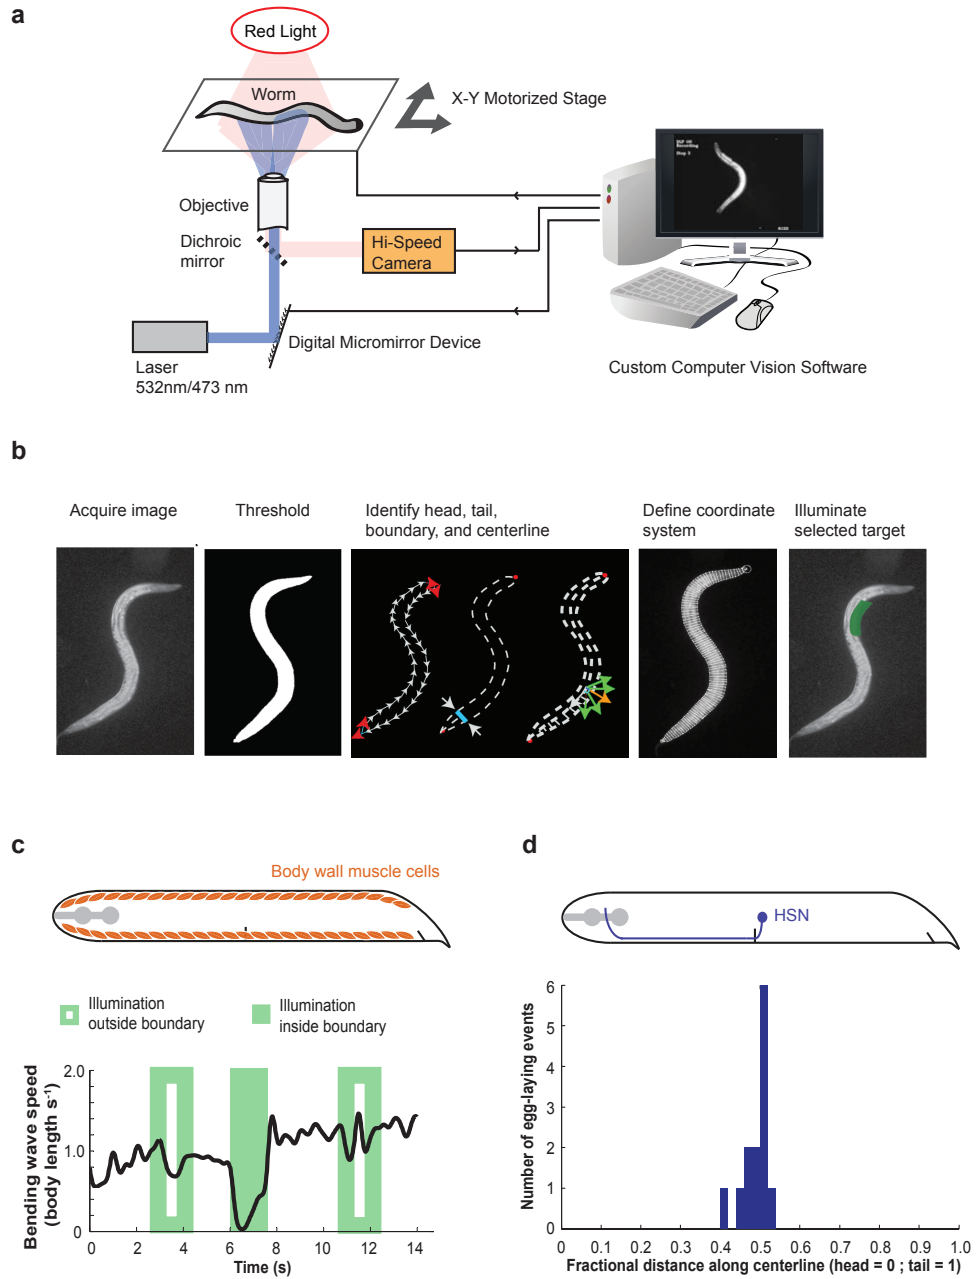 a
Red Light
Worm
X-Y Motorized Stage
Objective
Dichroic
mirror
Hi-Speed
Camera
Digital Micromirror Device
Laser
532nm/473 nm
Custom Computer Vision Software
b
Acquire image
Threshold
Identify head, tail,
boundary, and centerline
Define coordinate
system
Illuminate
selected target
c
Body wall muscle cells
Illumination
outside boundary
Illumination
inside boundary
Bending wave speed
(body length s-1)
2.0
1.0
0
0 2 4 6 8 10 12 14
Time (s)
d
HSN
Number of egg-laying events
6
5
4
3
2
1
0
0 0.1 0.2 0.3 0.4 0.5 0.6 0.7 0.8 0.9 1.0
Fractional distance along centerline (head = 0 ; tail = 1)